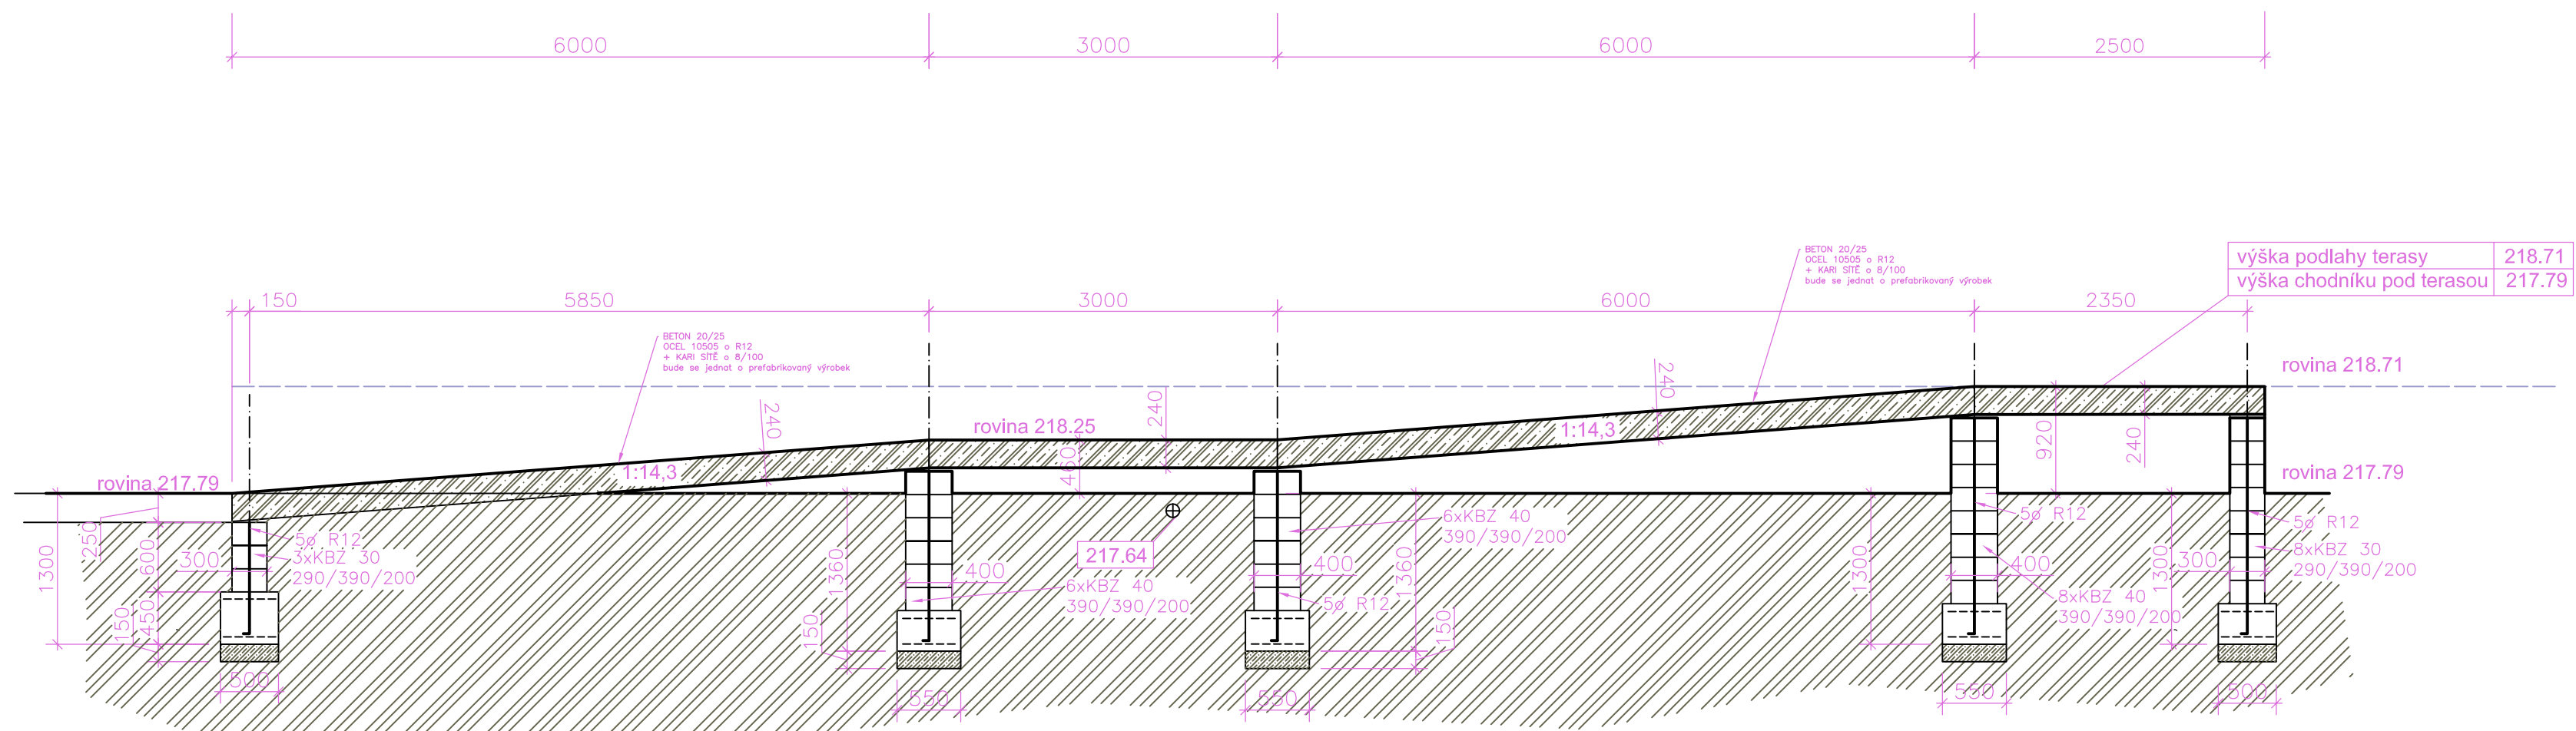 6000
3000
6000
2500
BETON 20/25
OCEL 10505 o R12
+ KARI SÍTĚ o 8/100
bude se jednat o prefabrikovaný výrobek
výška podlahy terasy 218.71
výška chodníku pod terasou 217.79
150
5850
3000
6000
2350
BETON 20/25
OCEL 10505 o R12
+ KARI SÍTĚ o 8/100
bude se jednat o prefabrikovaný výrobek
rovina 218.71
240
240
240
rovina 218.25
1:14,3
460
1:14,3
920
240
rovina 217.79
rovina 217.79
250
1300
600
450
150
300
5ø R12
3xKBZ 30
290/390/200
500
1360
150
400
6xKBZ 40
390/390/200
550
217.64
6xKBZ 40
390/390/200
400
1360
150
5ø R12
550
1300
5ø R12
400
8xKBZ 40
390/390/200
550
1300
300
5ø R12
8xKBZ 30
290/390/200
500